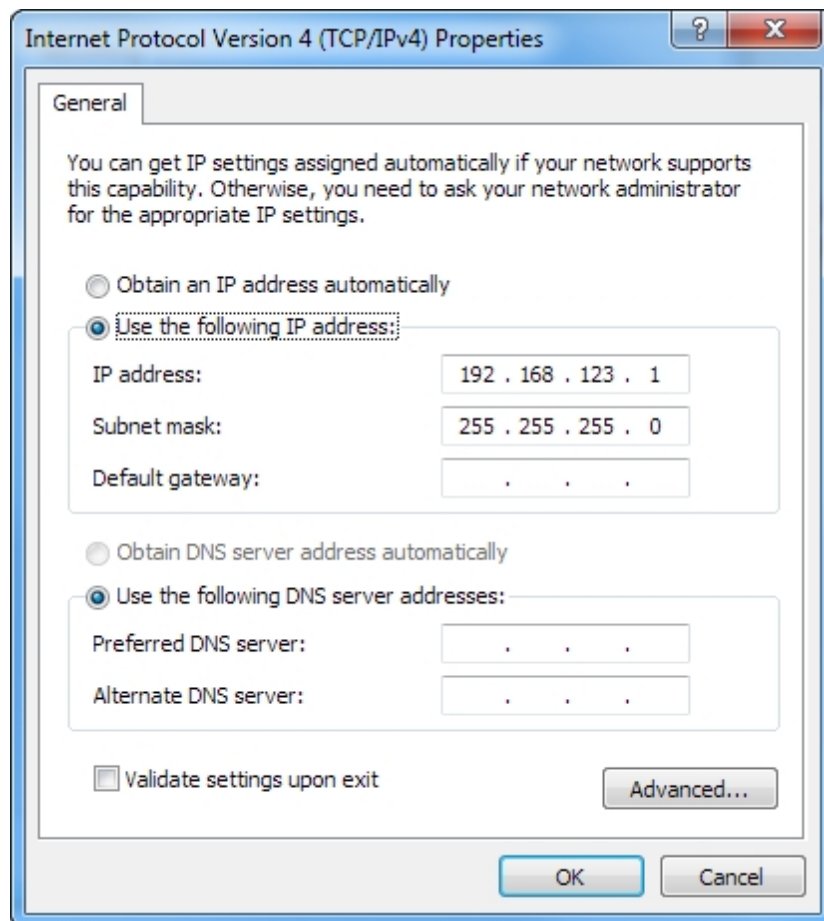 Internet Protocol Version 4 (TCP/IPv4) Properties
General
You can get IP settings assigned automatically if your network supports
this capability. Otherwise, you need to ask your network administrator
for the appropriate IP settings.
Obtain an IP address automatically
Use the following IP address:
IP address: 192 . 168 . 123 . 1
Subnet mask: 255 . 255 . 255 . 0
Default gateway: . . .
Obtain DNS server address automatically
Use the following DNS server addresses:
Preferred DNS server: . . .
Alternate DNS server: . . .
Validate settings upon exit
Advanced...
OK Cancel